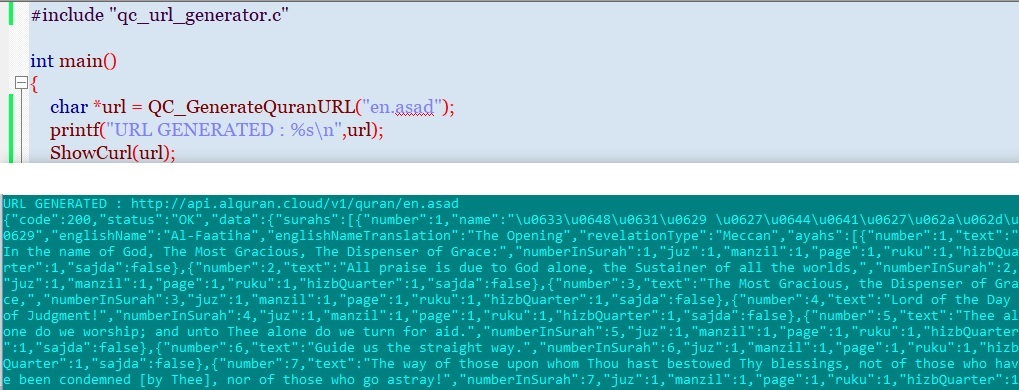 #include "qc_url_generator.c"
int main()
{
char *url = QC_GenerateQuranURL("en.asad");
printf("URL GENERATED : %s\n",url);
ShowCurl(url);
URL GENERATED : http://api.alquran.cloud/v1/quran/en.asad
{"code":200,"status":"OK","data":{"surahs":[{"number":1,"name":"\u0633\u0648\u0631\u0629 \u0627\u0644\u0641\u0627\u062a\u062d\u
0629","englishName":"Al-Faatiha","englishNameTranslation":"The Opening","revelationType":"Meccan","ayahs":[{"number":1,"text":"
In the name of God, The Most Gracious, The Dispenser of Grace:","numberInSurah":1,"juz":1,"manzil":1,"page":1,"ruku":1,"hizbQua
rter":1,"sajda":false},{"number":2,"text":"All praise is due to God alone, the Sustainer of all the worlds,","numberInSurah":2,
"juz":1,"manzil":1,"page":1,"ruku":1,"hizbQuarter":1,"sajda":false},{"number":3,"text":"The Most Gracious, the Dispenser of Gra
ce,","numberInSurah":3,"juz":1,"manzil":1,"page":1,"ruku":1,"hizbQuarter":1,"sajda":false},{"number":4,"text":"Lord of the Day
of Judgment!","numberInSurah":4,"juz":1,"manzil":1,"page":1,"ruku":1,"hizbQuarter":1,"sajda":false},{"number":5,"text":"Thee al
one do we worship; and unto Thee alone do we turn for aid.","numberInSurah":5,"juz":1,"manzil":1,"page":1,"ruku":1,"hizbQuarter
":1,"sajda":false},{"number":6,"text":"Guide us the straight way.","numberInSurah":6,"juz":1,"manzil":1,"page":1,"ruku":1,"hizb
Quarter":1,"sajda":false},{"number":7,"text":"The way of those upon whom Thou hast bestowed Thy blessings, not of those who hav
e been condemned [by Thee], nor of those who go astray!","numberInSurah":7,"juz":1,"manzil":1,"page":1,"ruku":1,"hizbQuarter":1